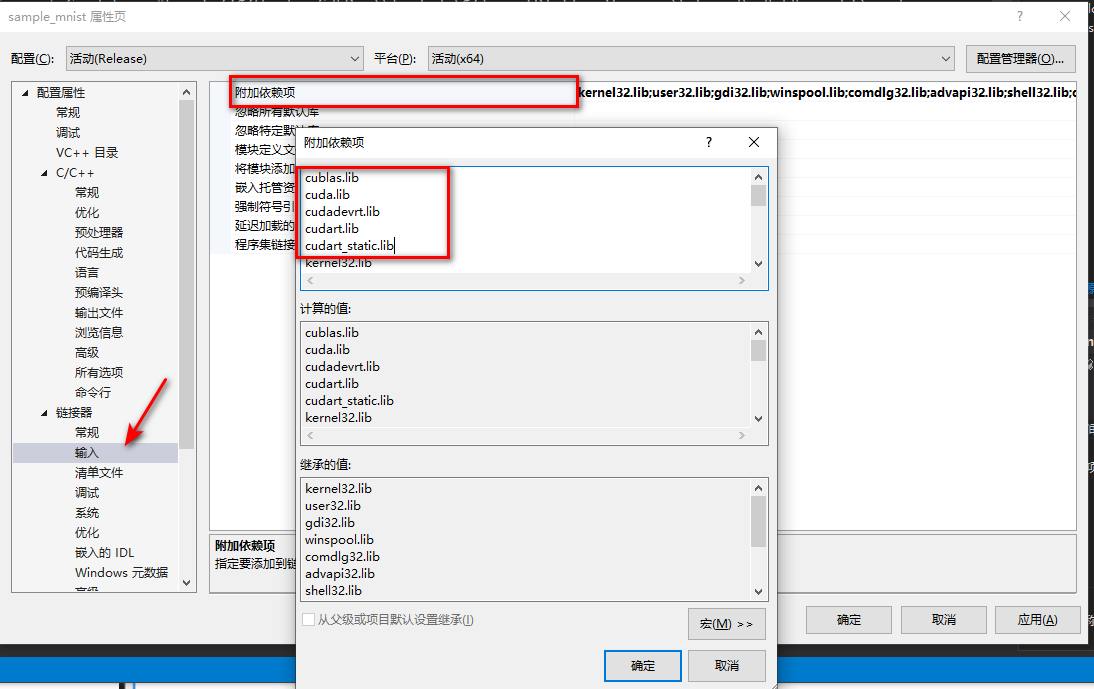 sample_mnist 属性页
配置(C): 活动(Release) 平台(P): 活动(x64) 配置管理器(O)...
配置属性
常规
调试
VC++ 目录
C/C++
常规
优化
预处理器
代码生成
语言
预编译头
输出文件
浏览信息
高级
所有选项
命令行
链接器
常规
输入
清单文件
调试
系统
优化
嵌入的 IDL
Windows 元数据
高级
附加依赖项 kernel32.lib;user32.lib;gdi32.lib;winspool.lib;comdlg32.lib;advapi32.lib;shell32.lib;
忽略所有默认库
忽略特定默认库
模块定义文
将模块添加
嵌入托管资
强制符号引
延迟加载的
程序集链接
附加依赖项
指定要添加到链
附加依赖项
cublas.lib
cuda.lib
cudadevrt.lib
cudart.lib
cudart_static.lib
kernel32.lib
计算的值:
cublas.lib
cuda.lib
cudadevrt.lib
cudart.lib
cudart_static.lib
kernel32.lib
继承的值:
kernel32.lib
user32.lib
gdi32.lib
winspool.lib
comdlg32.lib
advapi32.lib
shell32.lib
从父级或项目默认设置继承(I)
宏(M) >>
确定 取消
确定 取消 应用(A)